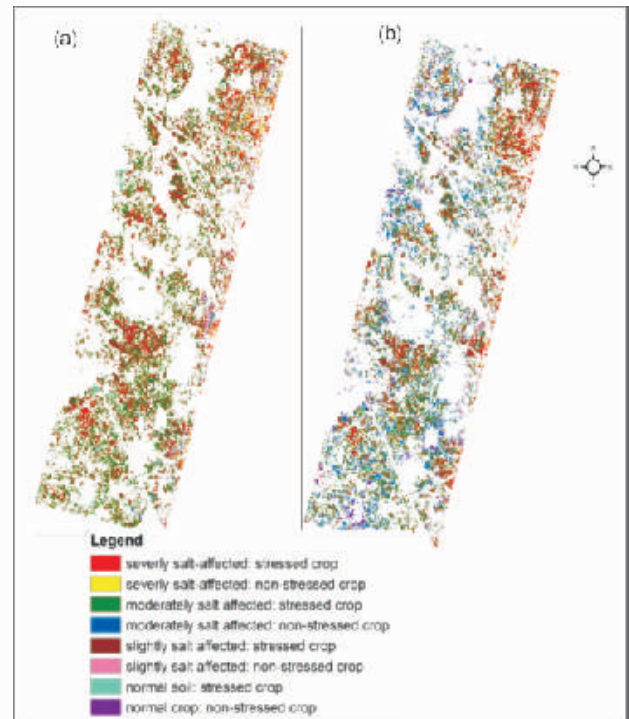 (a)
(b)
Legend
severly salt-affected: stressed crop
severly salt-affected: non-stressed crop
moderately salt affected: stressed crop
moderately salt affected: non-stressed crop
slightly salt affected: stressed crop
slightly salt affected: non-stressed crop
normal soil: stressed crop
normal crop: non-stressed crop